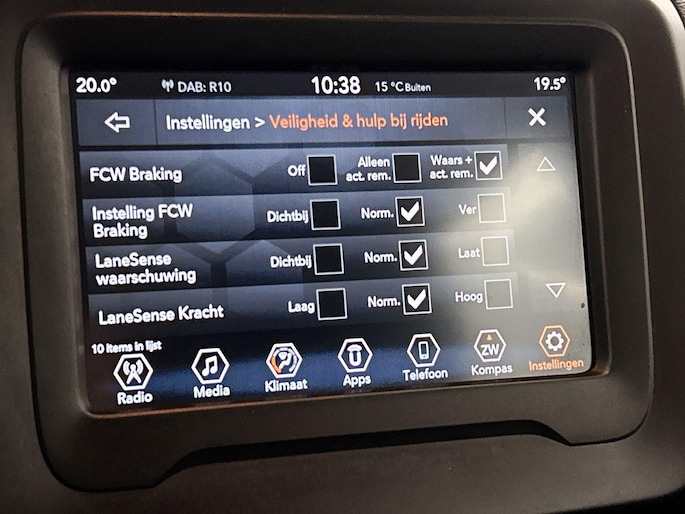 20.0° DAB: R10 10:38 15 °C Buiten 19.5°
Instellingen > Veiligheid & hulp bij rijden
FCW Braking Off Alleen act. rem. Waars + act. rem.
Instelling FCW Braking Dichtbij Norm. Ver
LaneSense waarschuwing Dichtbij Norm. Laat
LaneSense Kracht Laag Norm. Hoog
10 items in lijst
Radio Media Klimaat Apps Telefoon ZW Kompas Instellingen